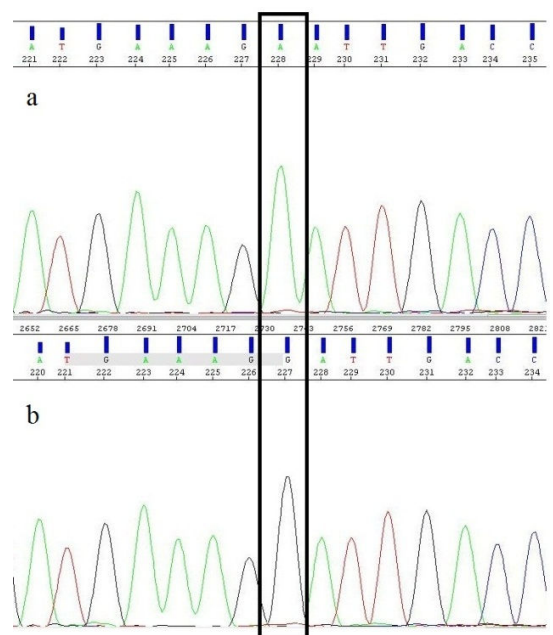 A T G A A A G A A T T G A C C
221 222 223 224 225 226 227 228 229 230 231 232 233 234 235
a
2652 2665 2678 2691 2704 2717 2730 2743 2756 2769 2782 2795 2808
A T G A A A G G A T T G A C C
220 221 222 223 224 225 226 227 228 229 230 231 232 233 234
b